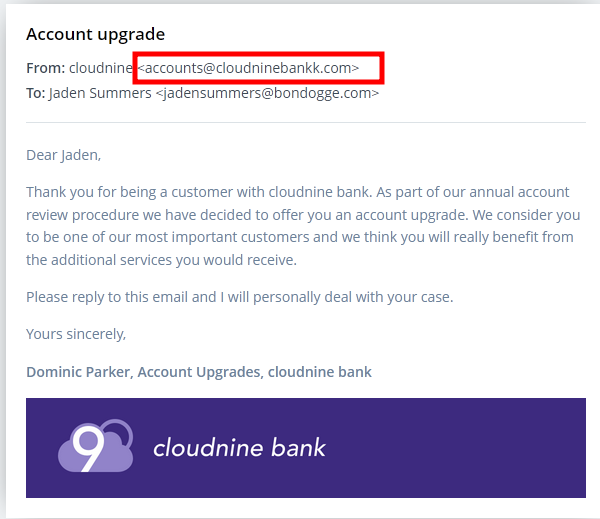 Account upgrade
From: cloudnine <accounts@cloudninebankk.com>
To: Jaden Summers <jadensummers@bondogge.com>
Dear Jaden,
Thank you for being a customer with cloudnine bank. As part of our annual account
review procedure we have decided to offer you an account upgrade. We consider you
to be one of our most important customers and we think you will really benefit from
the additional services you would receive.
Please reply to this email and I will personally deal with your case.
Yours sincerely,
Dominic Parker, Account Upgrades, cloudnine bank
9 cloudnine bank